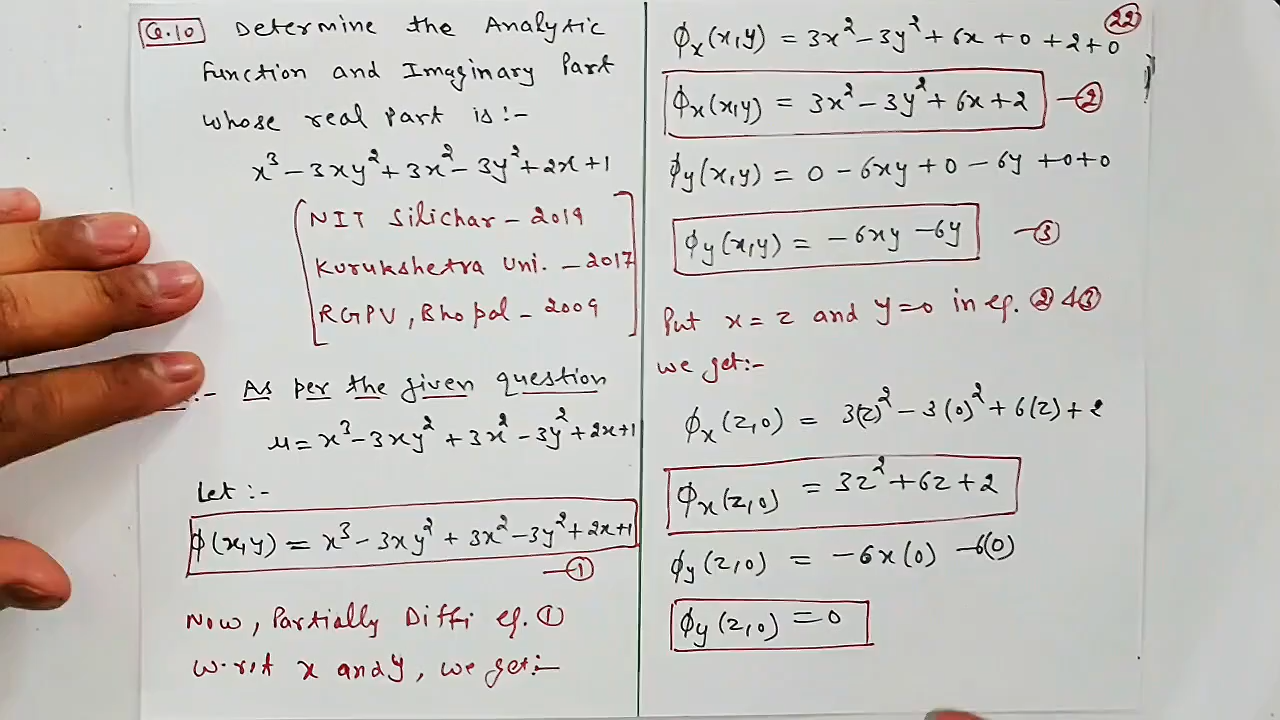 Q.10 Determine the Analytic
function and Imaginary Part
whose real part is :-
x³ - 3xy² + 3x² - 3y² + 2x + 1
NIT Silichar - 2019
Kurukshetra Uni. - 2017
RGPV, Bhopal - 2009
:- As per the given question
u = x³ - 3xy² + 3x² - 3y² + 2x + 1
Let :-
ϕ(x,y) = x³ - 3xy² + 3x² - 3y² + 2x + 1
- ①
Now, Partially Diff. eq. ①
w.r.t x and y, we get:-
22
ϕx(x,y) = 3x² - 3y² + 6x + 0 + 2 + 0
ϕx(x,y) = 3x² - 3y² + 6x + 2 - ②
ϕy(x,y) = 0 - 6xy + 0 - 6y + 0 + 0
ϕy(x,y) = - 6xy - 6y - ③
Put x = z and y = 0 in eq. ② & ③
we get:-
ϕx(z,0) = 3(z)² - 3(0)² + 6(z) + 2
ϕx(z,0) = 3z² + 6z + 2
ϕy(z,0) = - 6x(0) - 6(0)
ϕy(z,0) = 0